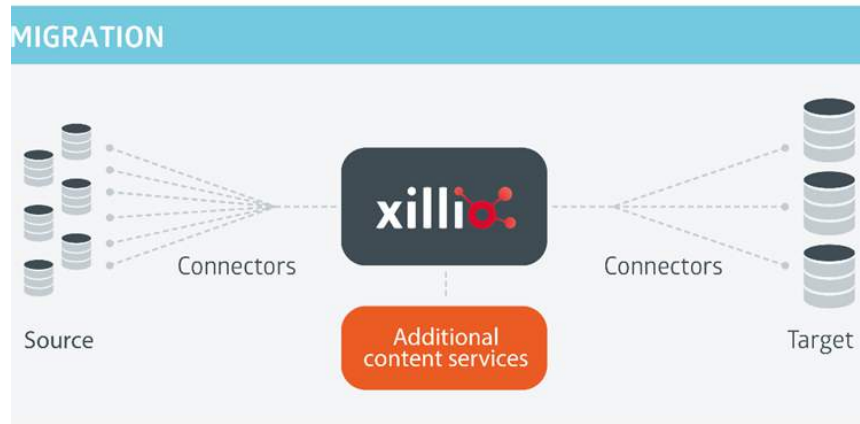 MIGRATION
xillio
Connectors
Connectors
Source
Additional
content services
Target